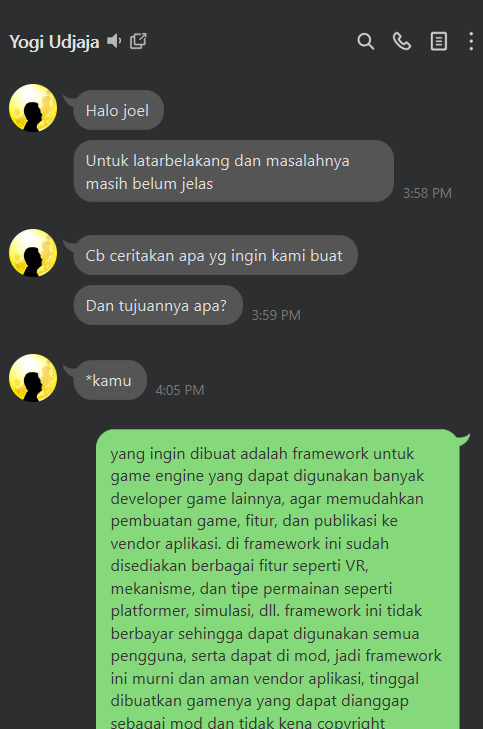 Yogi Udjaja
Halo joel
Untuk latarbelakang dan masalahnya
masih belum jelas
3:58 PM
Cb ceritakan apa yg ingin kami buat
Dan tujuannya apa?
3:59 PM
*kamu
4:05 PM
yang ingin dibuat adalah framework untuk
game engine yang dapat digunakan banyak
developer game lainnya, agar memudahkan
pembuatan game, fitur, dan publikasi ke
vendor aplikasi. di framework ini sudah
disediakan berbagai fitur seperti VR,
mekanisme, dan tipe permainan seperti
platformer, simulasi, dll. framework ini tidak
berbayar sehingga dapat digunakan semua
pengguna, serta dapat di mod, jadi framework
ini murni dan aman vendor aplikasi, tinggal
dibuatkan gamenya yang dapat dianggap
sebagai mod dan tidak kena copyright